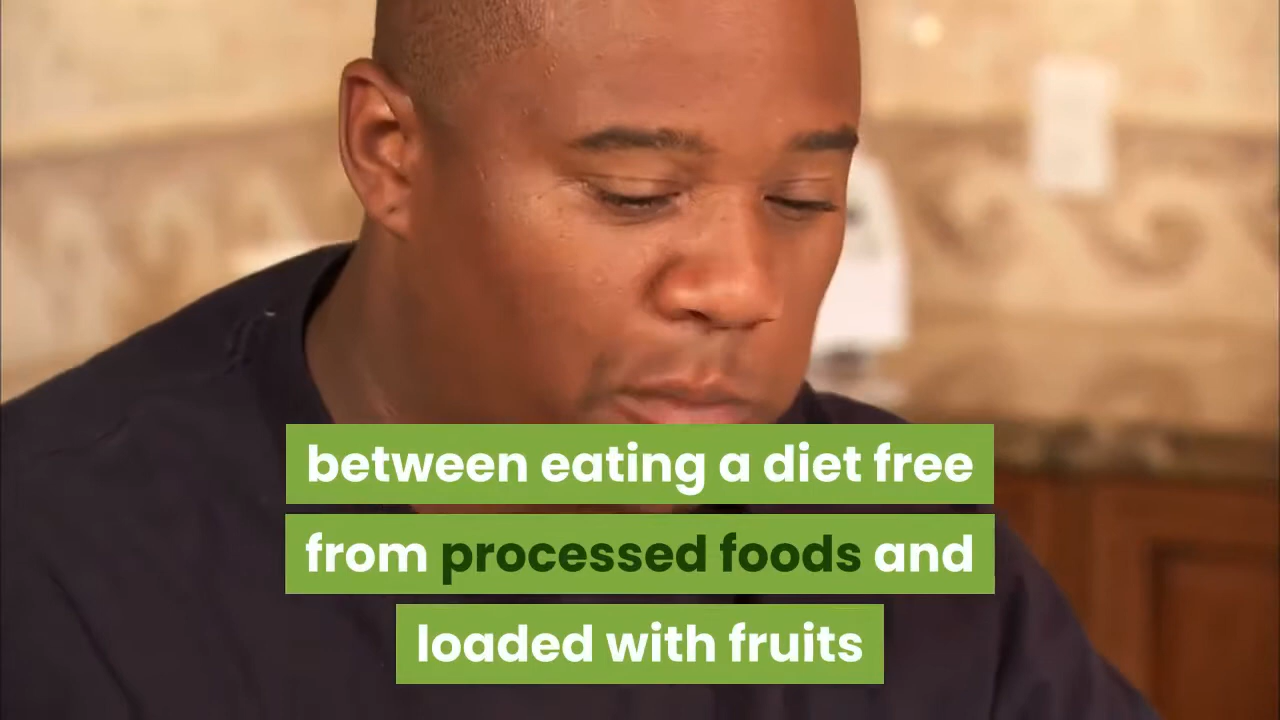 between eating a diet free
from processed foods and
loaded with fruits